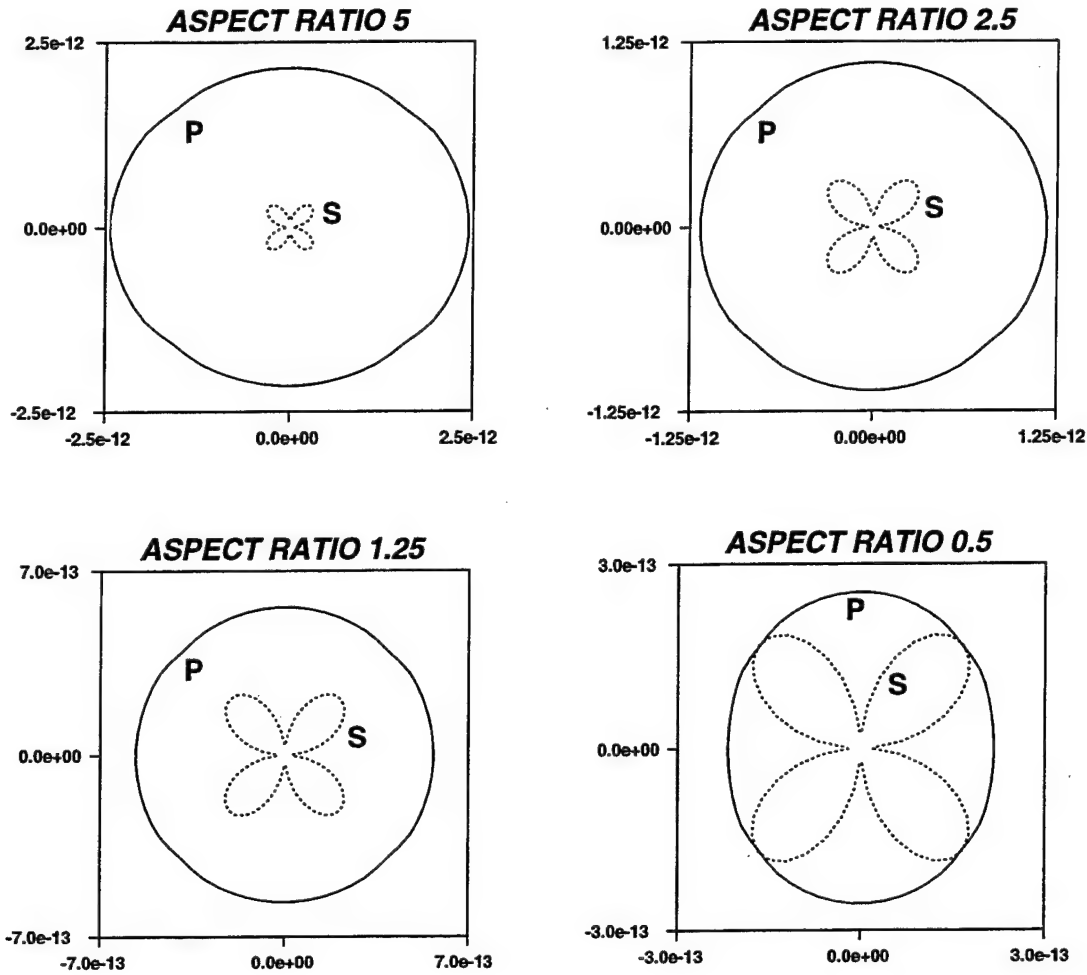 ASPECT RATIO 5
2.5e-12
P
S
0.0e+00
-2.5e-12
-2.5e-12 0.0e+00 2.5e-12
ASPECT RATIO 2.5
1.25e-12
P
S
0.00e+00
-1.25e-12
-1.25e-12 0.00e+00 1.25e-12
ASPECT RATIO 1.25
7.0e-13
P
S
0.0e+00
-7.0e-13
-7.0e-13 0.0e+00 7.0e-13
ASPECT RATIO 0.5
3.0e-13
P
S
0.0e+00
-3.0e-13
-3.0e-13 0.0e+00 3.0e-13